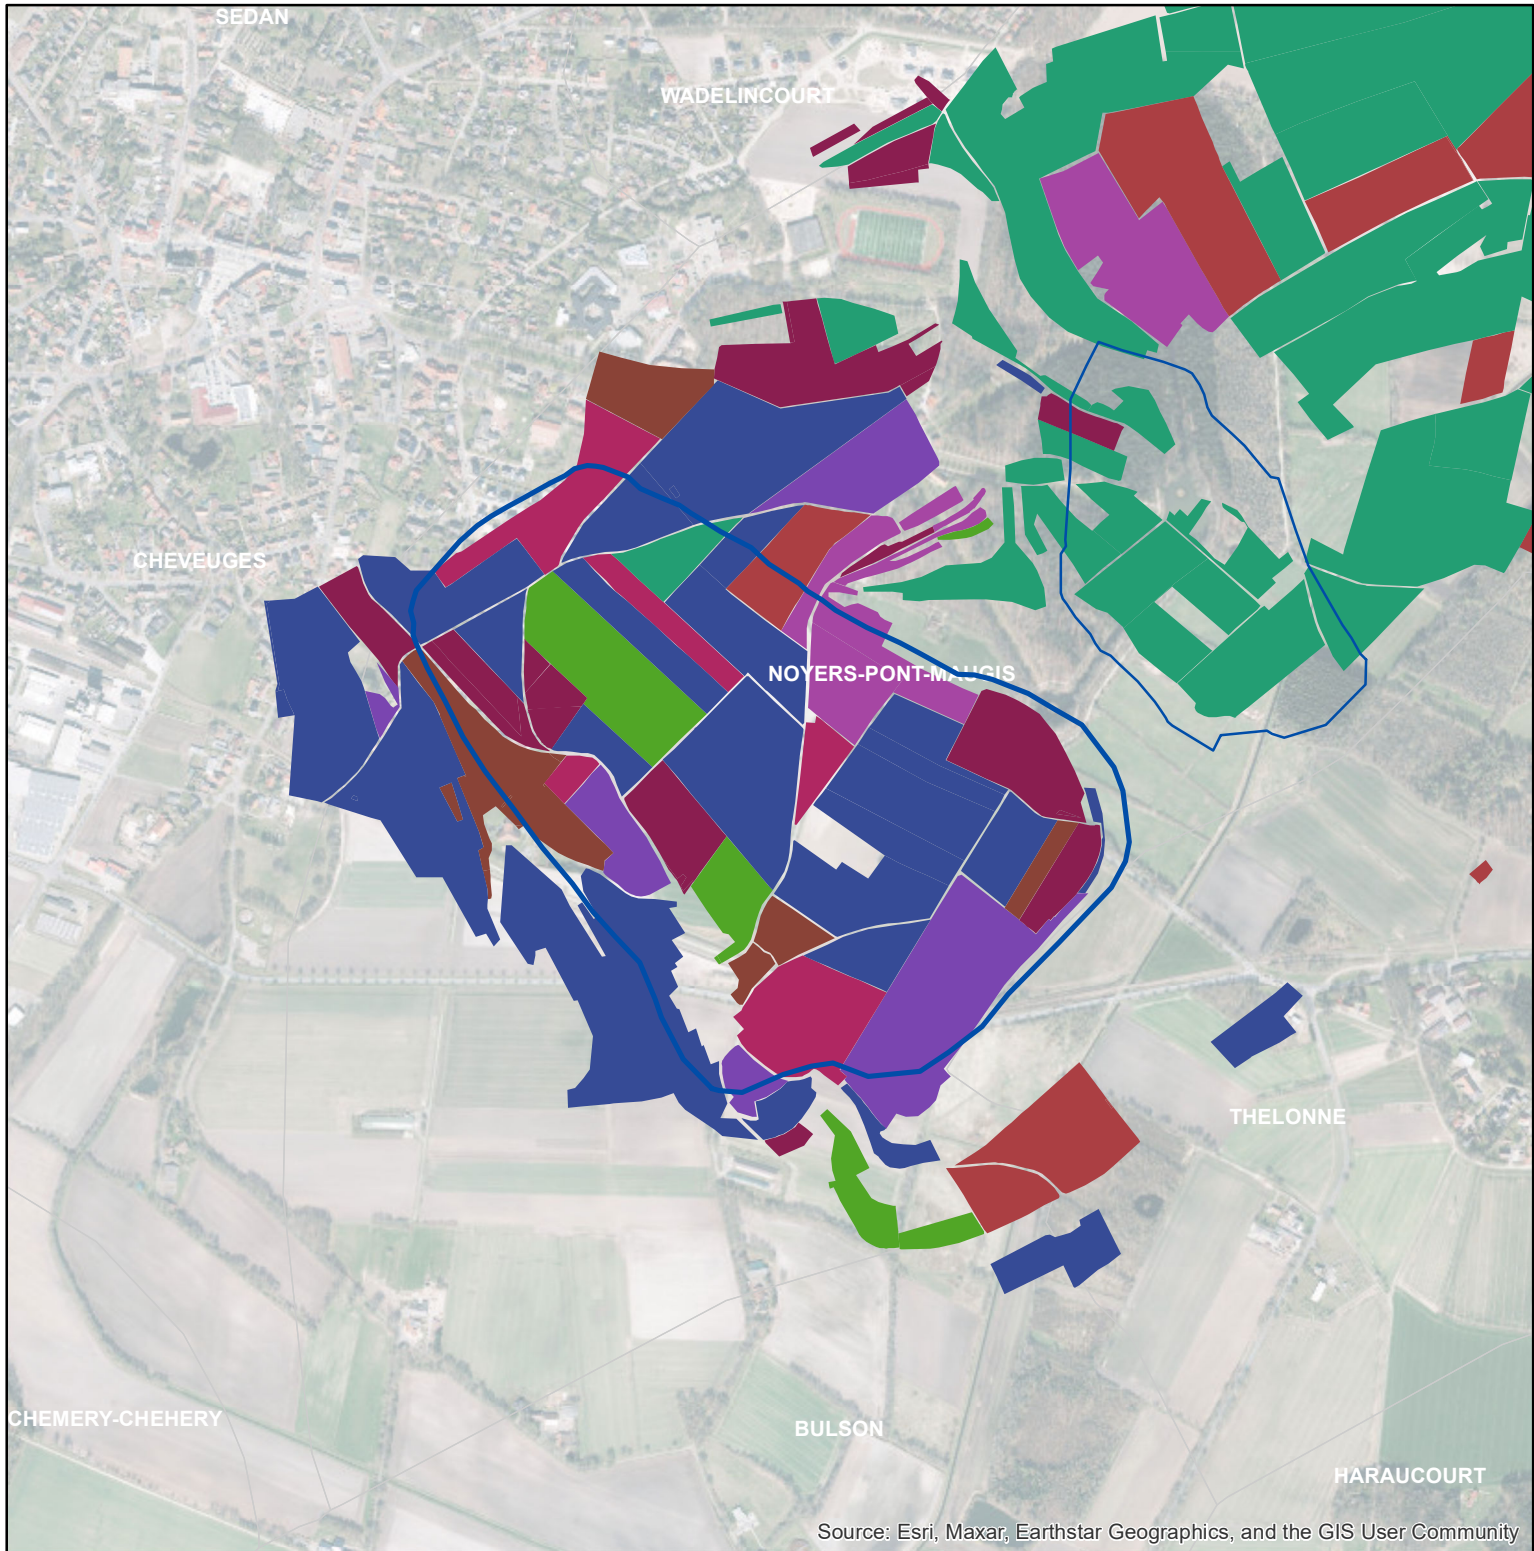 SEDAN
WADELINCOURT
CHEVEUGES
NOYERS-PONT-MAUGIS
THELONNE
CHEMERY-CHEHERY
BULSON
HARAUCOURT
Source: Esri, Maxar, Earthstar Geographics, and the GIS User Community